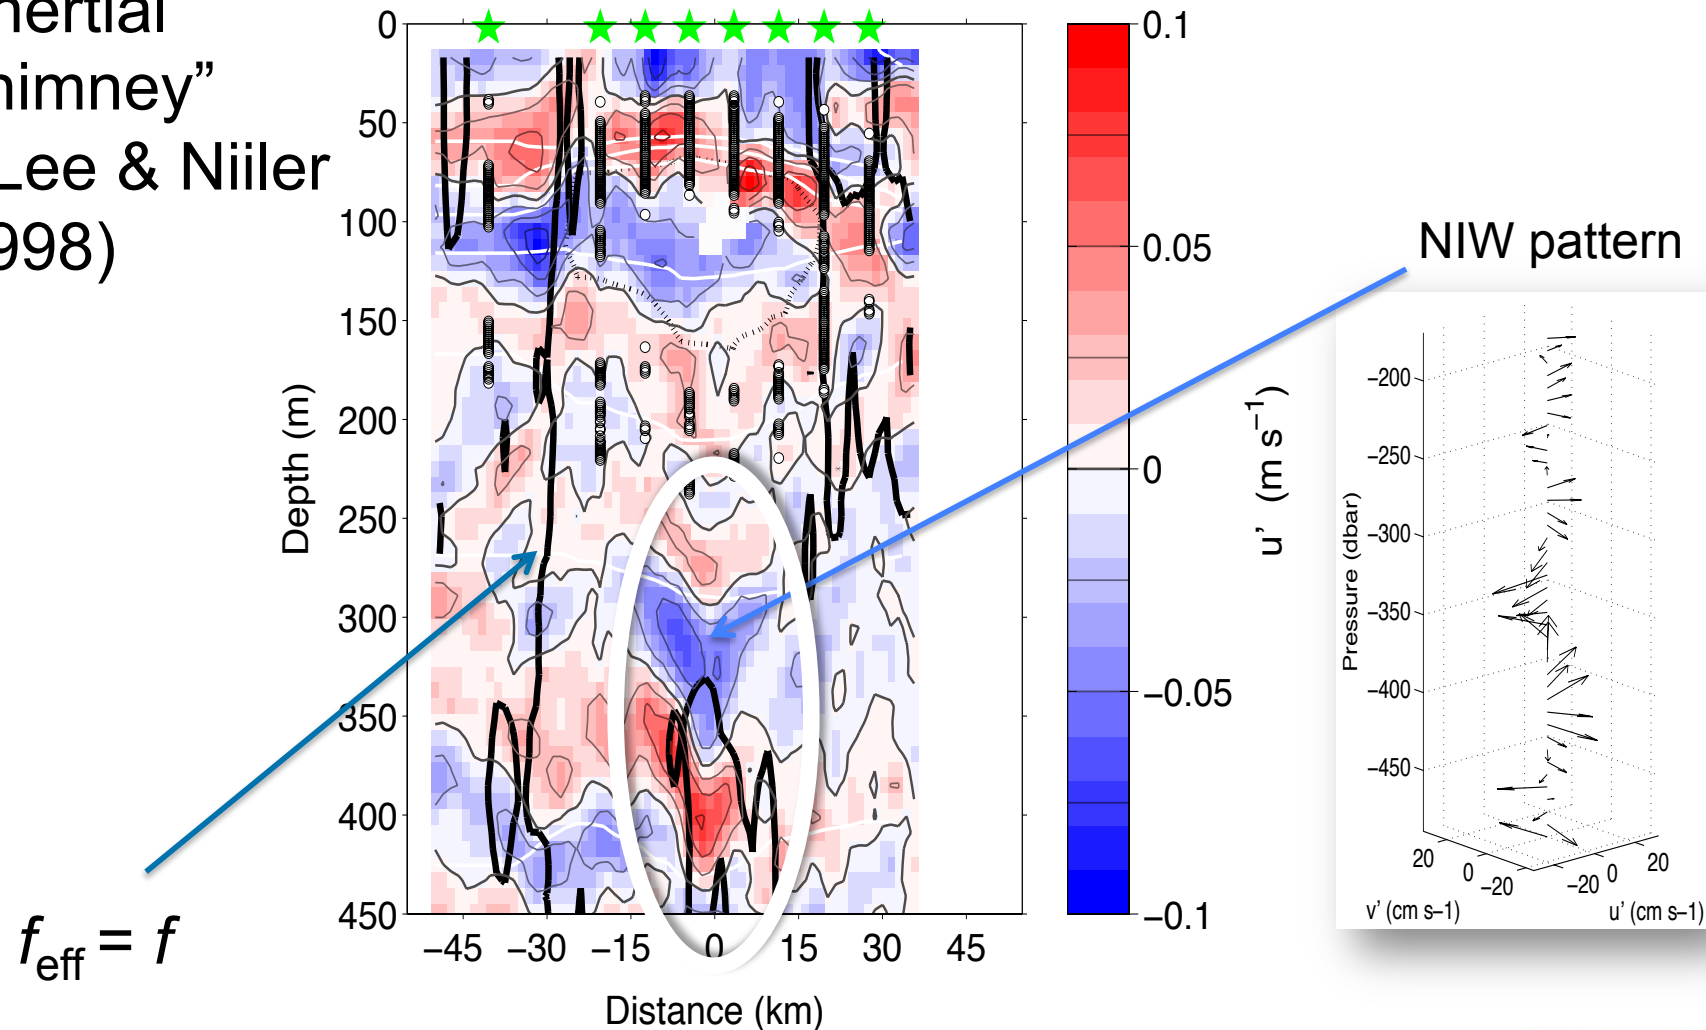 nertial
himney”
Lee & Niiler
998)
0
50
100
150
200
250
300
350
400
450
Depth (m)
−45 −30 −15 0 15 30 45
Distance (km)
0.1
0.05
0
−0.05
−0.1
u’ (m s−1)
f eff = f
NIW pattern
−200
−250
−300
−350
−400
−450
Pressure (dbar)
20 0 −20
v’ (cm s−1)
−20 0 20
u’ (cm s−1)